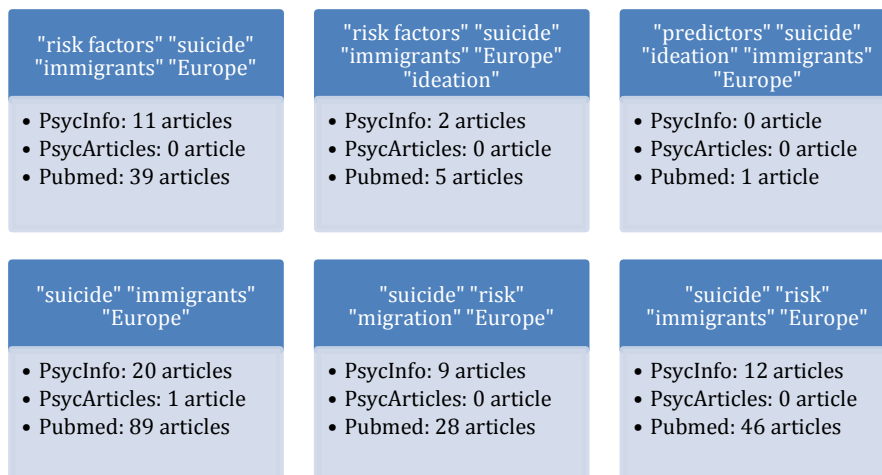 "risk factors" "suicide"
"immigrants" "Europe"
• PsycInfo: 11 articles
• PsycArticles: 0 article
• Pubmed: 39 articles
"risk factors" "suicide"
"immigrants" "Europe"
"ideation"
• PsycInfo: 2 articles
• PsycArticles: 0 article
• Pubmed: 5 articles
"predictors" "suicide"
"ideation" "immigrants"
"Europe"
• PsycInfo: 0 article
• PsycArticles: 0 article
• Pubmed: 1 article
"suicide" "immigrants"
"Europe"
• PsycInfo: 20 articles
• PsycArticles: 1 article
• Pubmed: 89 articles
"suicide" "risk"
"migration" "Europe"
• PsycInfo: 9 articles
• PsycArticles: 0 article
• Pubmed: 28 articles
"suicide" "risk"
"immigrants" "Europe"
• PsycInfo: 12 articles
• PsycArticles: 0 article
• Pubmed: 46 articles